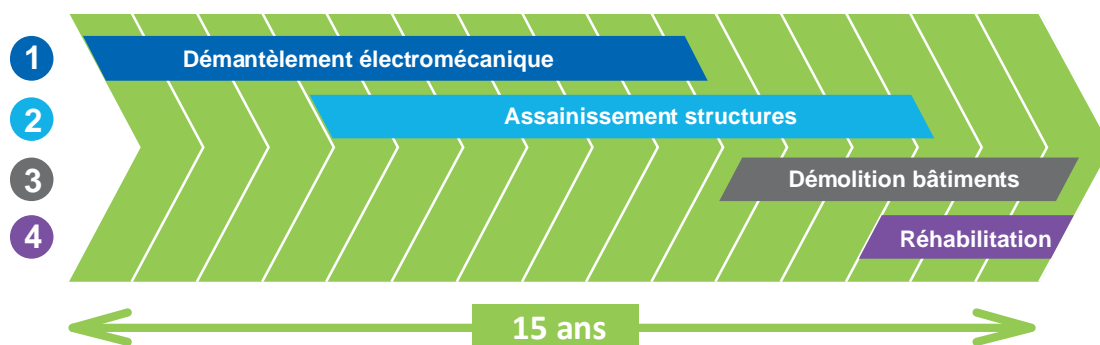 1
Démantèlement électromécanique
2
Assainissement structures
3
Démolition bâtiments
4
Réhabilitation
15 ans